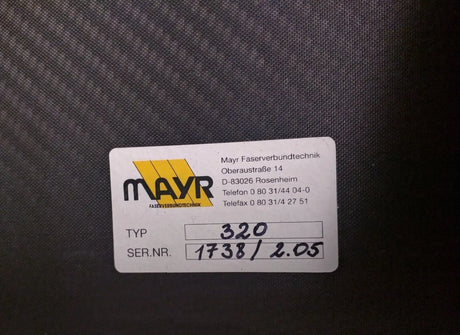 MAYR
FASERVERBUNDTECHNIK
Mayr Faserverbundtechnik
Oberaustraße 14
D-83026 Rosenheim
Telefon 0 80 31/44 04-0
Telefax 0 80 31/4 27 51
TYP 320
SER.NR. 1738/2.05